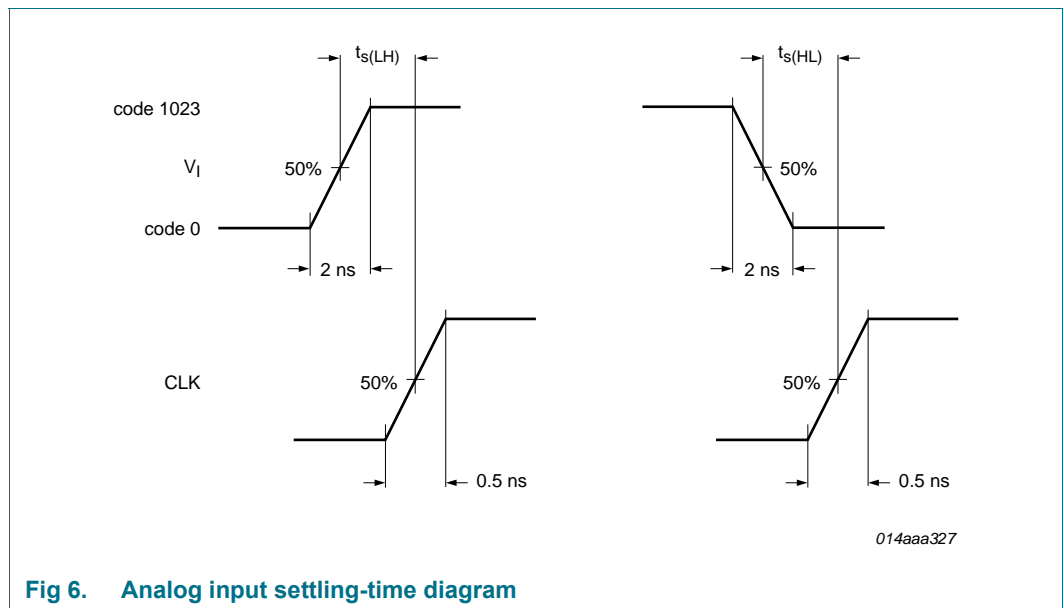 ts(LH) ts(HL)
code 1023
VI 50% 50%
code 0
2 ns 2 ns
CLK 50% 50%
0.5 ns 0.5 ns
014aaa327
Fig 6. Analog input settling-time diagram